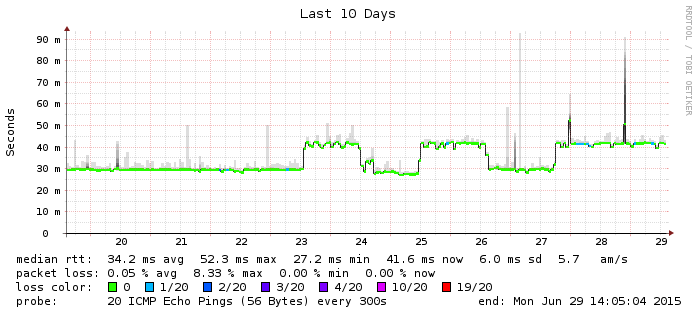 Last 10 Days
RRDTOOL / TOBI OETIKER
Seconds
90 m
80 m
70 m
60 m
50 m
40 m
30 m
20 m
10 m
0
20 21 22 23 24 25 26 27 28 29
median rtt: 34.2 ms avg 52.3 ms max 27.2 ms min 41.6 ms now 6.0 ms sd 5.7 am/s
packet loss: 0.05 % avg 8.33 % max 0.00 % min 0.00 % now
loss color: 0 1/20 2/20 3/20 4/20 10/20 19/20
probe: 20 ICMP Echo Pings (56 Bytes) every 300s end: Mon Jun 29 14:05:04 2015